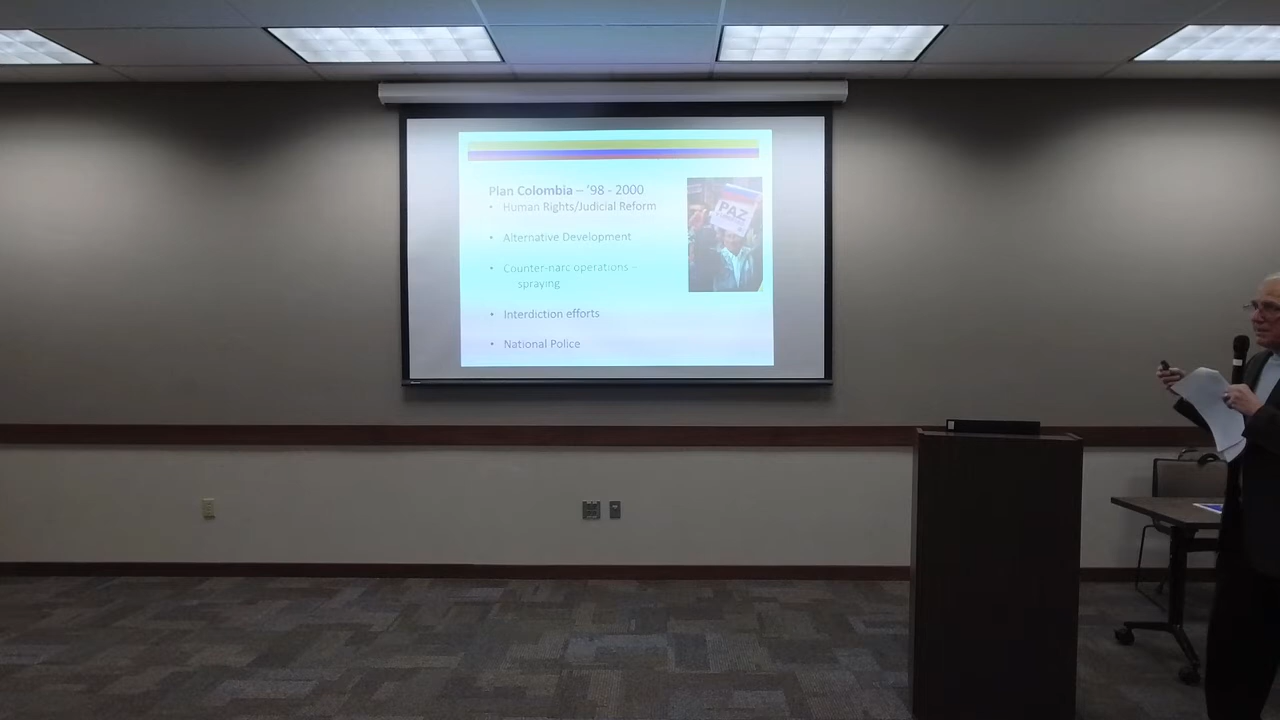 Plan Colombia – '98 - 2000
• Human Rights/Judicial Reform
• Alternative Development
• Counter-narc operations –
spraying
• Interdiction efforts
• National Police
PAZ